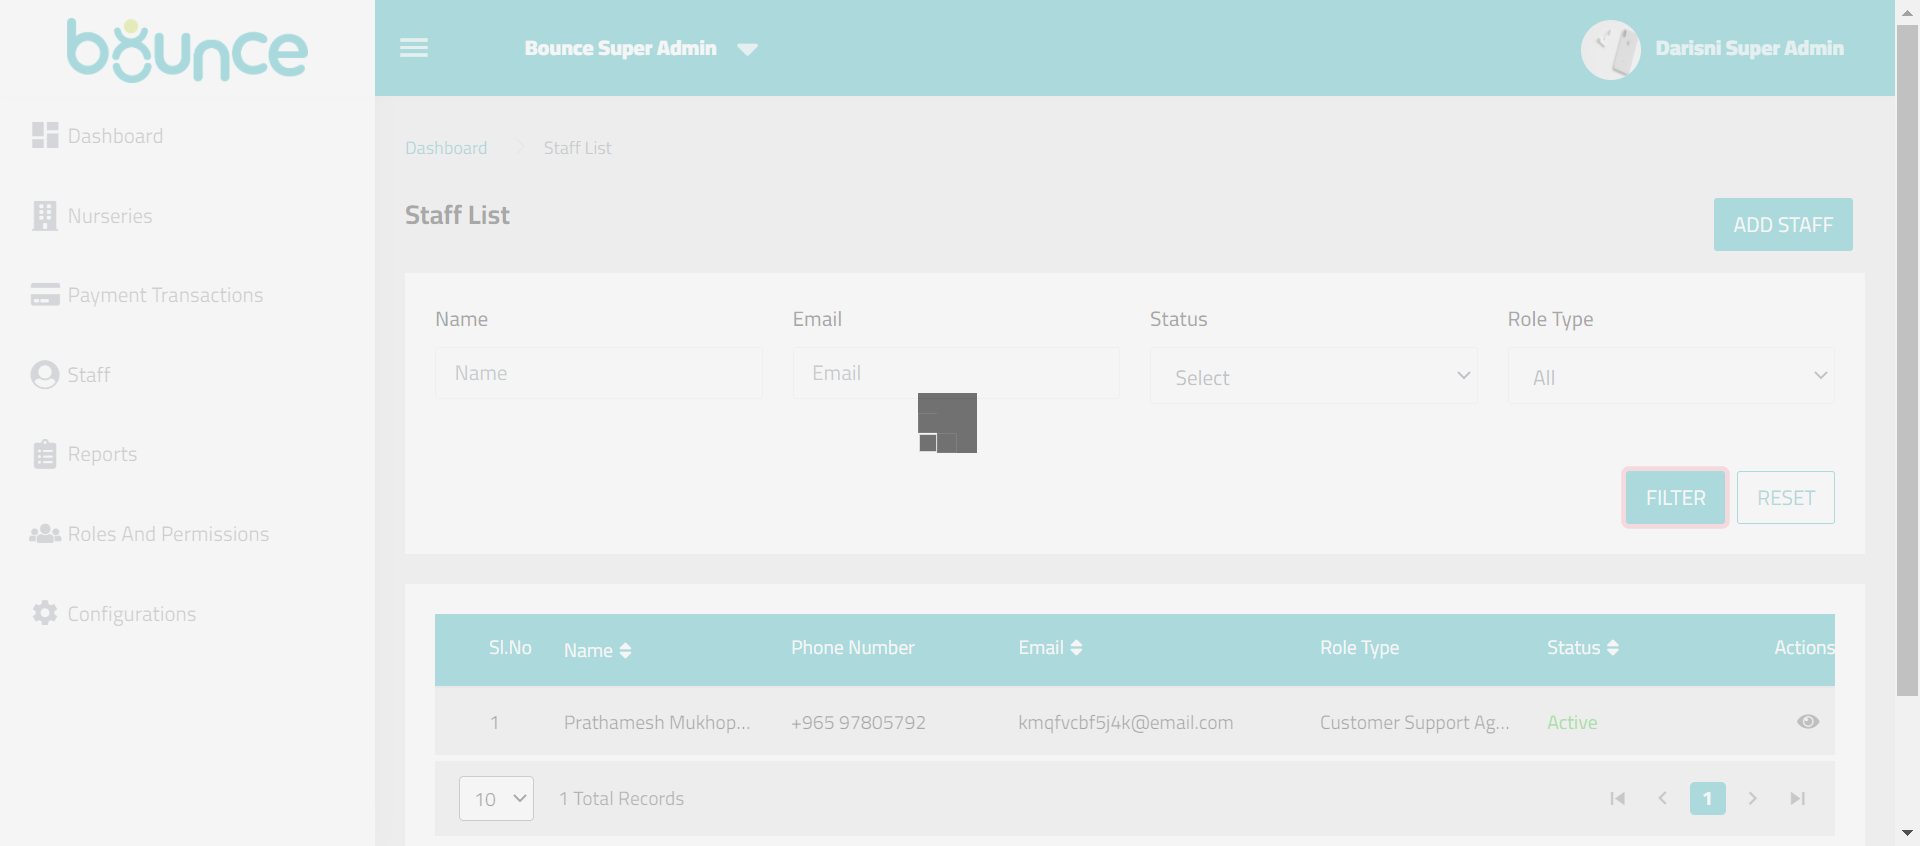 bounce
Bounce Super Admin
Darisni Super Admin
Dashboard
Nurseries
Payment Transactions
Staff
Reports
Roles And Permissions
Configurations
Dashboard
Staff List
Staff List
ADD STAFF
Name
Email
Status
Role Type
Name
Email
Select
All
FILTER
RESET
Sl.No
Name
Phone Number
Email
Role Type
Status
Actions
1
Prathamesh Mukhop...
+965 97805792
kmqfvcbf5j4k@email.com
Customer Support Ag...
Active
10
1 Total Records
1